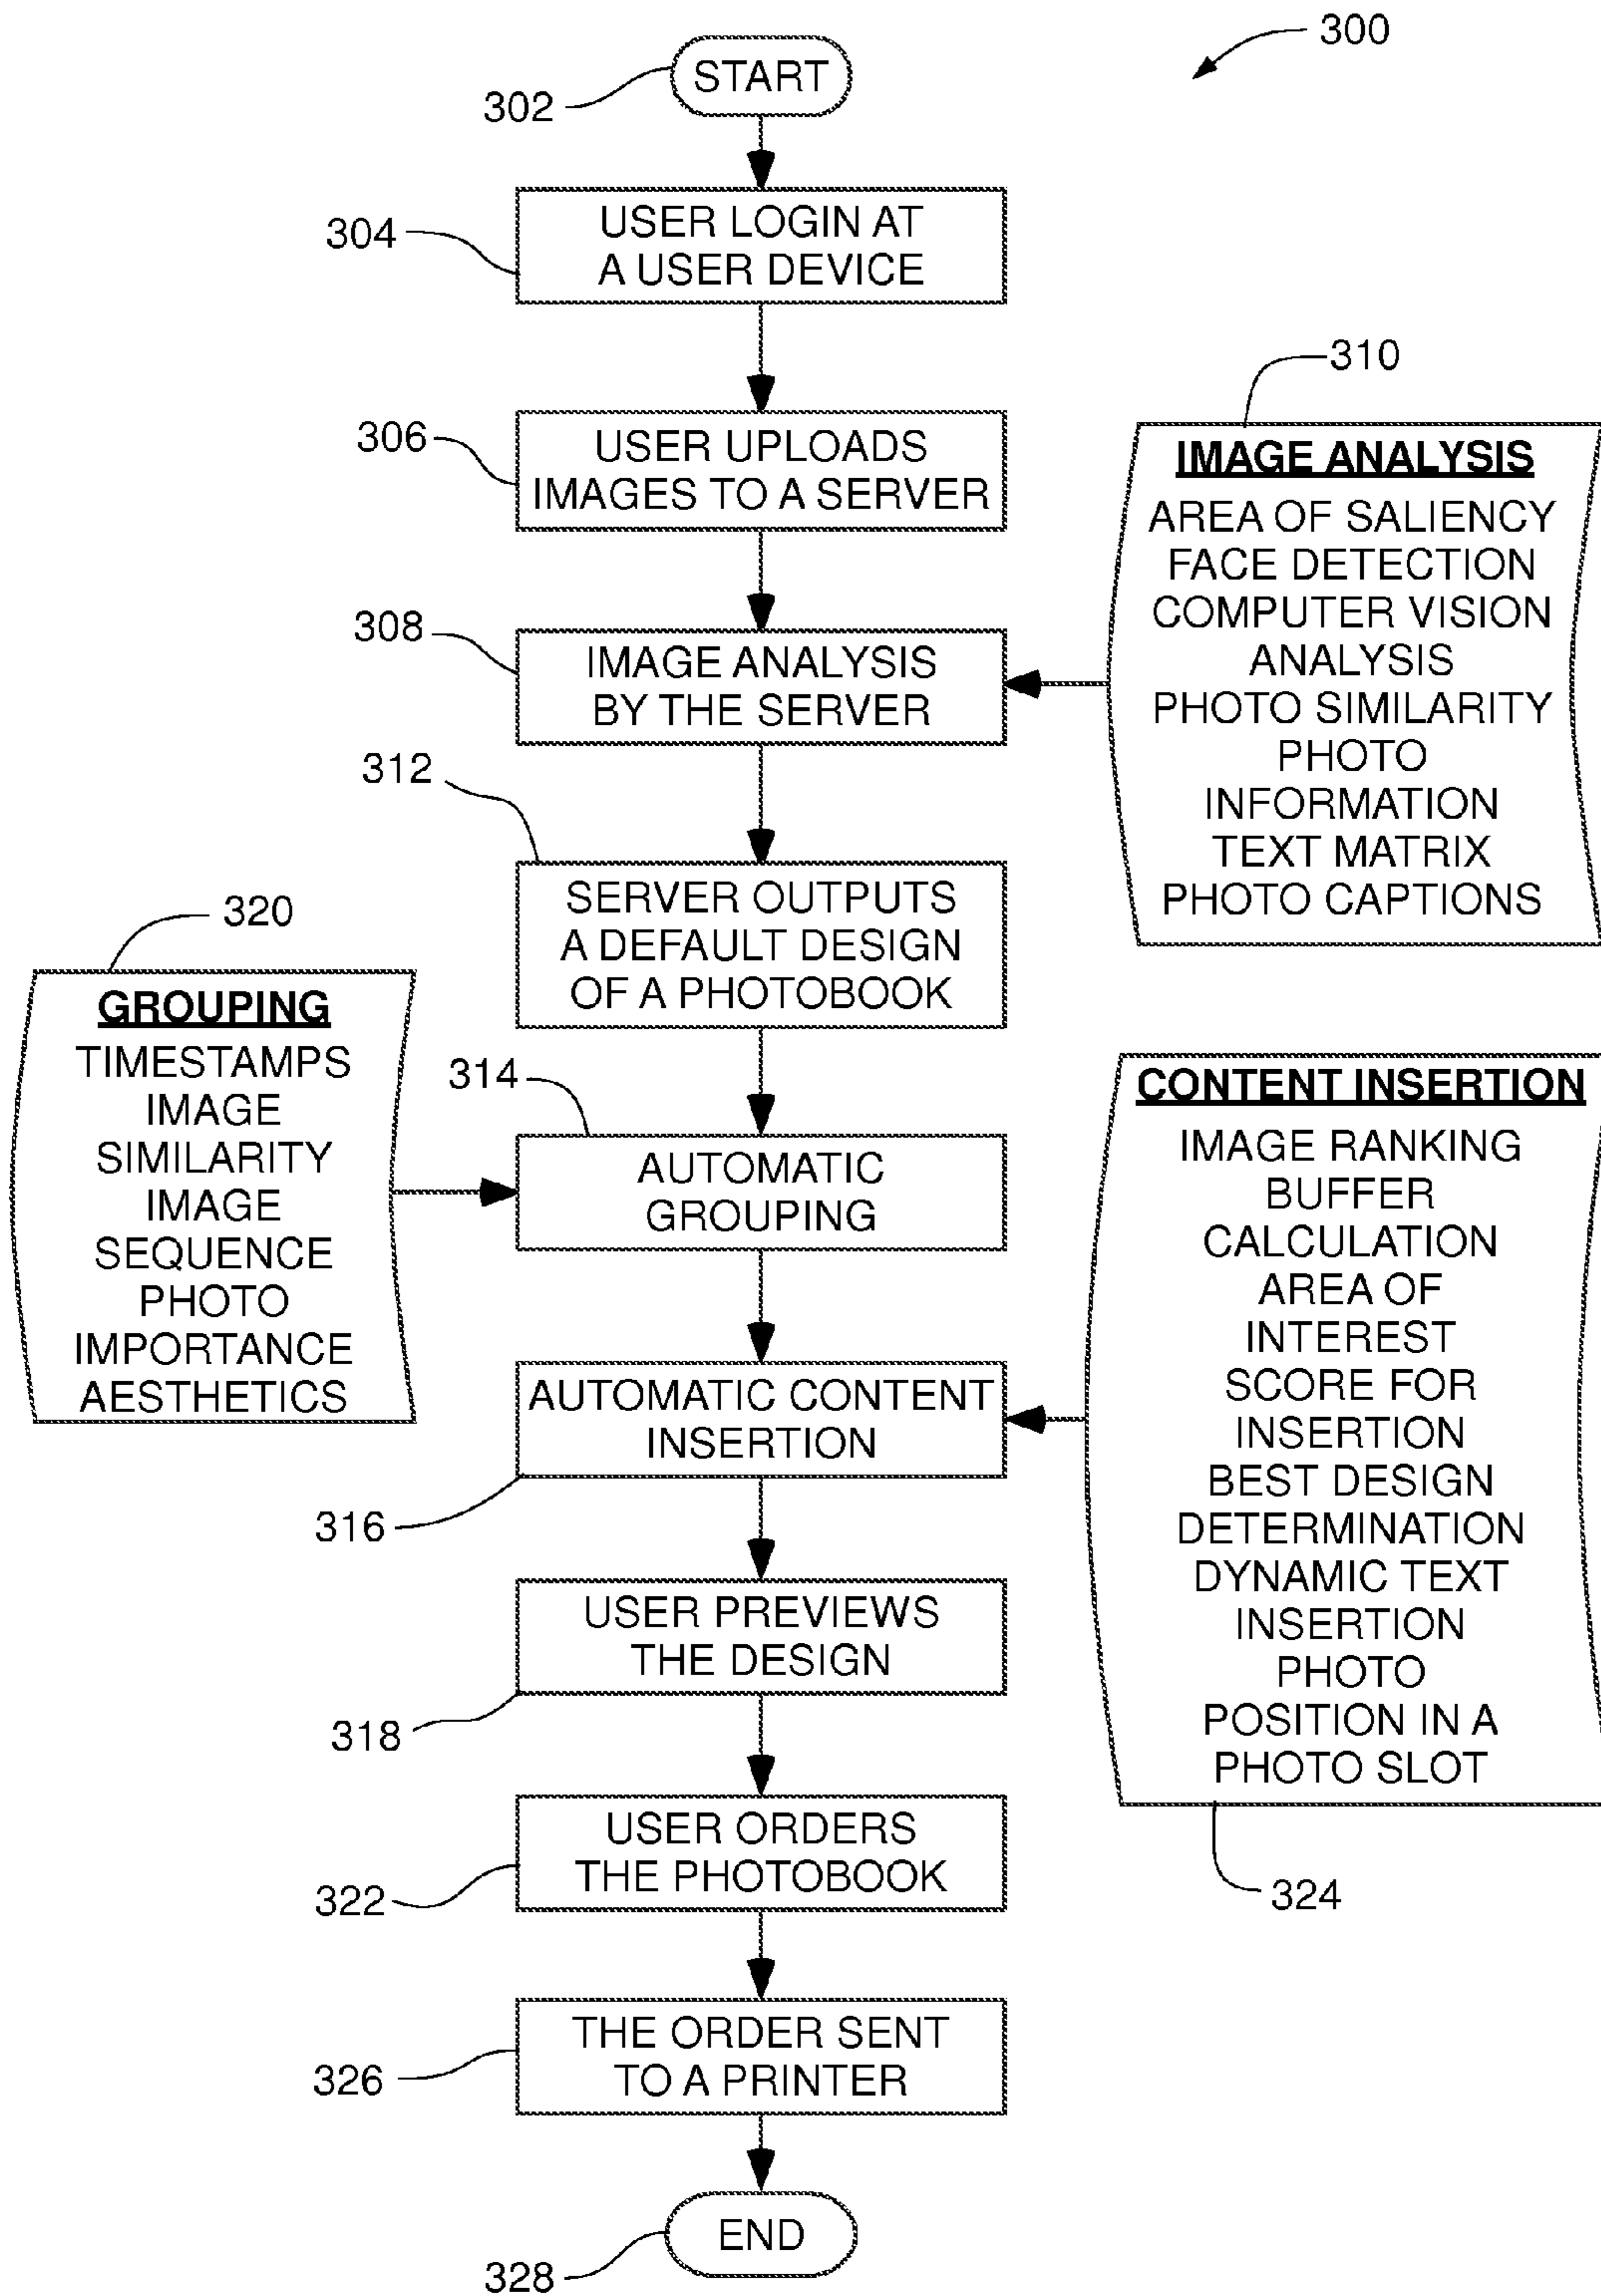 300
START
302
USER LOGIN AT
A USER DEVICE
304
USER UPLOADS
IMAGES TO A SERVER
306
IMAGE ANALYSIS
BY THE SERVER
308
310
IMAGE ANALYSIS
AREA OF SALIENCY
FACE DETECTION
COMPUTER VISION
ANALYSIS
PHOTO SIMILARITY
PHOTO
INFORMATION
TEXT MATRIX
PHOTO CAPTIONS
312
SERVER OUTPUTS
A DEFAULT DESIGN
OF A PHOTOBOOK
320
GROUPING
TIMESTAMPS
IMAGE
SIMILARITY
IMAGE
SEQUENCE
PHOTO
IMPORTANCE
AESTHETICS
314
AUTOMATIC
GROUPING
CONTENT INSERTION
IMAGE RANKING
BUFFER
CALCULATION
AREA OF
INTEREST
SCORE FOR
INSERTION
BEST DESIGN
DETERMINATION
DYNAMIC TEXT
INSERTION
PHOTO
POSITION IN A
PHOTO SLOT
324
AUTOMATIC CONTENT
INSERTION
316
USER PREVIEWS
THE DESIGN
318
USER ORDERS
THE PHOTOBOOK
322
THE ORDER SENT
TO A PRINTER
326
END
328